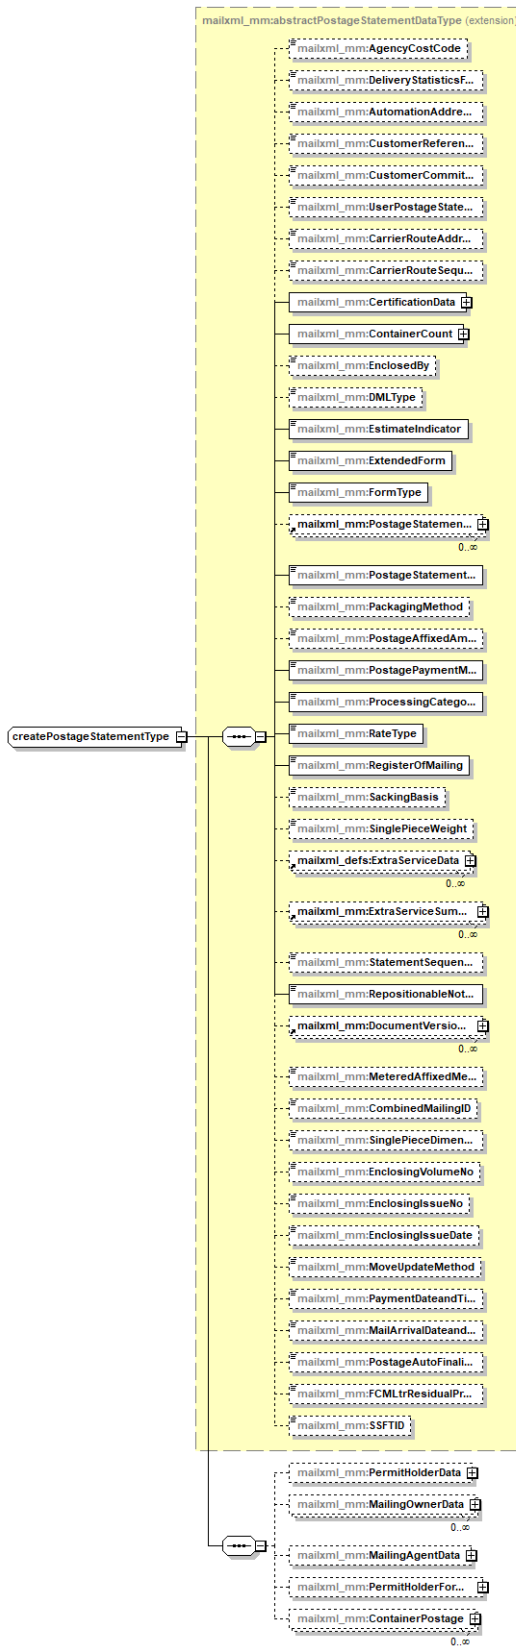 mailxml_mm:abstractPostageStatementDataType (extension)
mailxml_mm:AgencyCostCode
mailxml_mm:DeliveryStatisticsF...
mailxml_mm:AutomationAddre...
mailxml_mm:CustomerReferen...
mailxml_mm:CustomerCommit...
mailxml_mm:UserPostageState...
mailxml_mm:CarrierRouteAddr...
mailxml_mm:CarrierRouteSequ...
mailxml_mm:CertificationData
mailxml_mm:ContainerCount
mailxml_mm:EnclosedBy
mailxml_mm:DMLType
mailxml_mm:EstimateIndicator
mailxml_mm:ExtendedForm
mailxml_mm:FormType
mailxml_mm:PostageStatemen...
0..∞
mailxml_mm:PostageStatement...
mailxml_mm:PackagingMethod
mailxml_mm:PostageAffixedAm...
mailxml_mm:PostagePaymentM...
mailxml_mm:ProcessingCatego...
createPostageStatementType
mailxml_mm:RateType
mailxml_mm:RegisterOfMailing
mailxml_mm:SackingBasis
mailxml_mm:SinglePieceWeight
mailxml_defs:ExtraServiceData
0..∞
mailxml_mm:ExtraServiceSum...
0..∞
mailxml_mm:StatementSequen...
mailxml_mm:RepositionableNot...
mailxml_mm:DocumentVersio...
0..∞
mailxml_mm:MeteredAffixedMe...
mailxml_mm:CombinedMailingID
mailxml_mm:SinglePieceDimen...
mailxml_mm:EnclosingVolumeNo
mailxml_mm:EnclosingIssueNo
mailxml_mm:EnclosingIssueDate
mailxml_mm:MoveUpdateMethod
mailxml_mm:PaymentDateandTi...
mailxml_mm:MailArrivalDateand...
mailxml_mm:PostageAutoFinali...
mailxml_mm:FCMLtrResidualPr...
mailxml_mm:SSFTID
mailxml_mm:PermitHolderData
mailxml_mm:MailingOwnerData
0..∞
mailxml_mm:MailingAgentData
mailxml_mm:PermitHolderFor...
mailxml_mm:ContainerPostage
0..∞